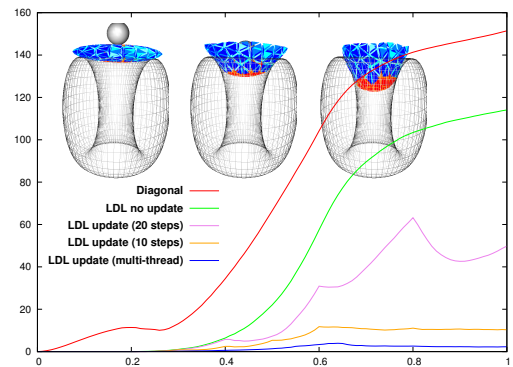 160
140
120
100
80
60
40
20
0
Diagonal
LDL no update
LDL update (20 steps)
LDL update (10 steps)
LDL update (multi-thread)
0 0.2 0.4 0.6 0.8 1